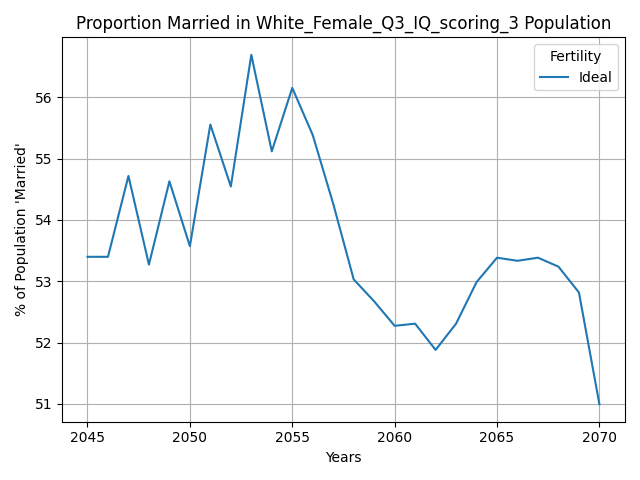 Proportion Married in White_Female_Q3_IQ_scoring_3 Population
% of Population 'Married'
Fertility
Ideal
56
55
54
53
52
51
2045 2050 2055 2060 2065 2070
Years